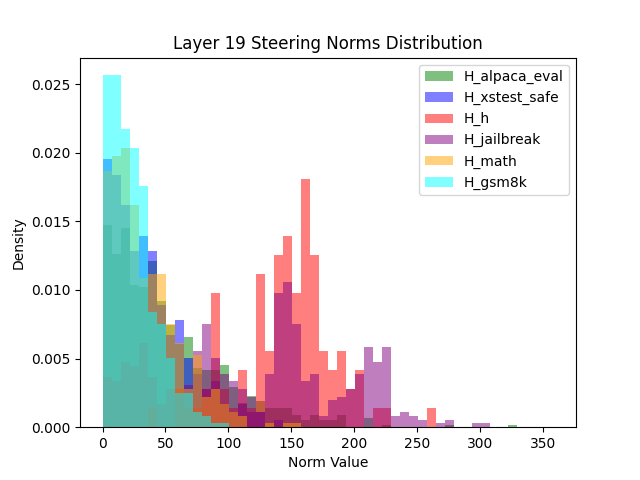 Layer 19 Steering Norms Distribution
H_alpaca_eval
H_xstest_safe
H_h
H_jailbreak
H_math
H_gsm8k
0.025
0.020
0.015
0.010
0.005
0.000
Density
0 50 100 150 200 250 300 350
Norm Value